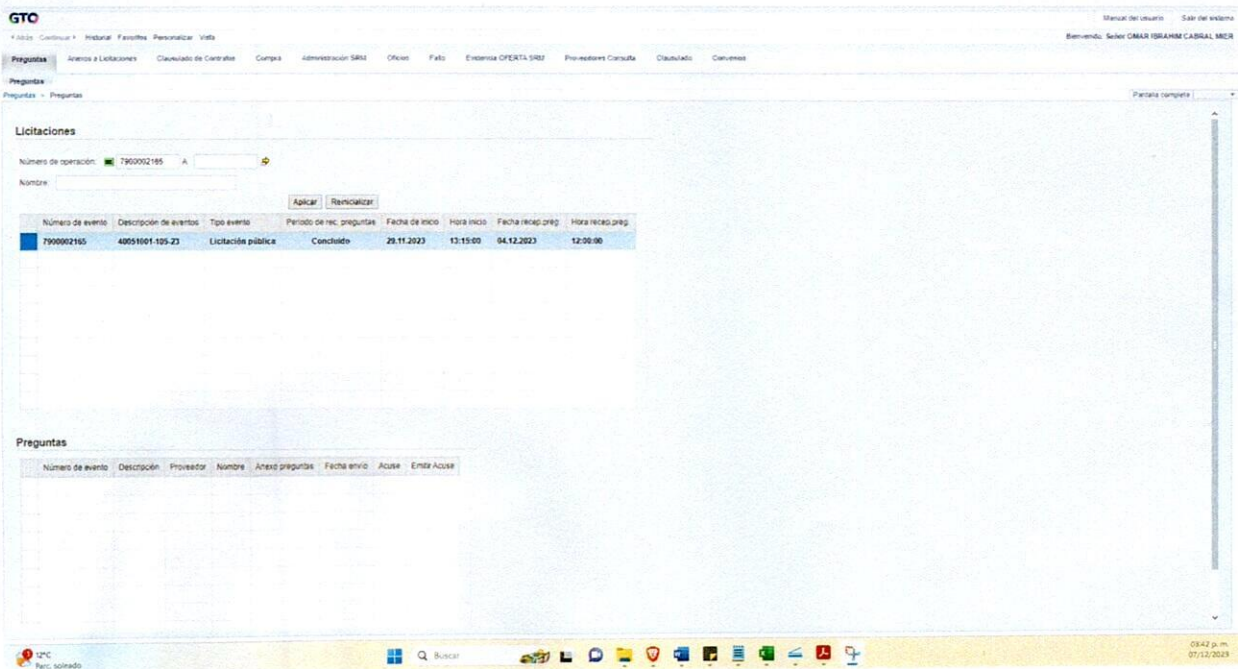 GTO
Manual del usuario Salir del sistema
Atrás Continuar Historial Favoritos Personalizar Vista
Bienvenido: Señor OMAR IBRAHIM CABRAL MIER
Preguntas Anexos a Licitaciones Clausulado de Contratos Compra Administración SRM Oficios Fallo Evidencia OFERTA SRM Proveedores Consulta Clausulado Convenios
Preguntas
Preguntas > Preguntas
Pantalla completa
Licitaciones
Número de operación: 7900002165 A
Nombre:
Aplicar Reinicializar
Número de evento Descripción de eventos Tipo evento Periodo de rec. preguntas Fecha de inicio Hora inicio Fecha recep.preg. Hora recep.preg.
7900002165 40051001-105-23 Licitación pública Concluido 29.11.2023 13:15:00 04.12.2023 12:00:00
Preguntas
Número de evento Descripción Proveedor Nombre Anexo preguntas Fecha envío Acuse Emitir Acuse
1
12°C
Parc. soleado
Buscar
03:42 p. m.
07/12/2023